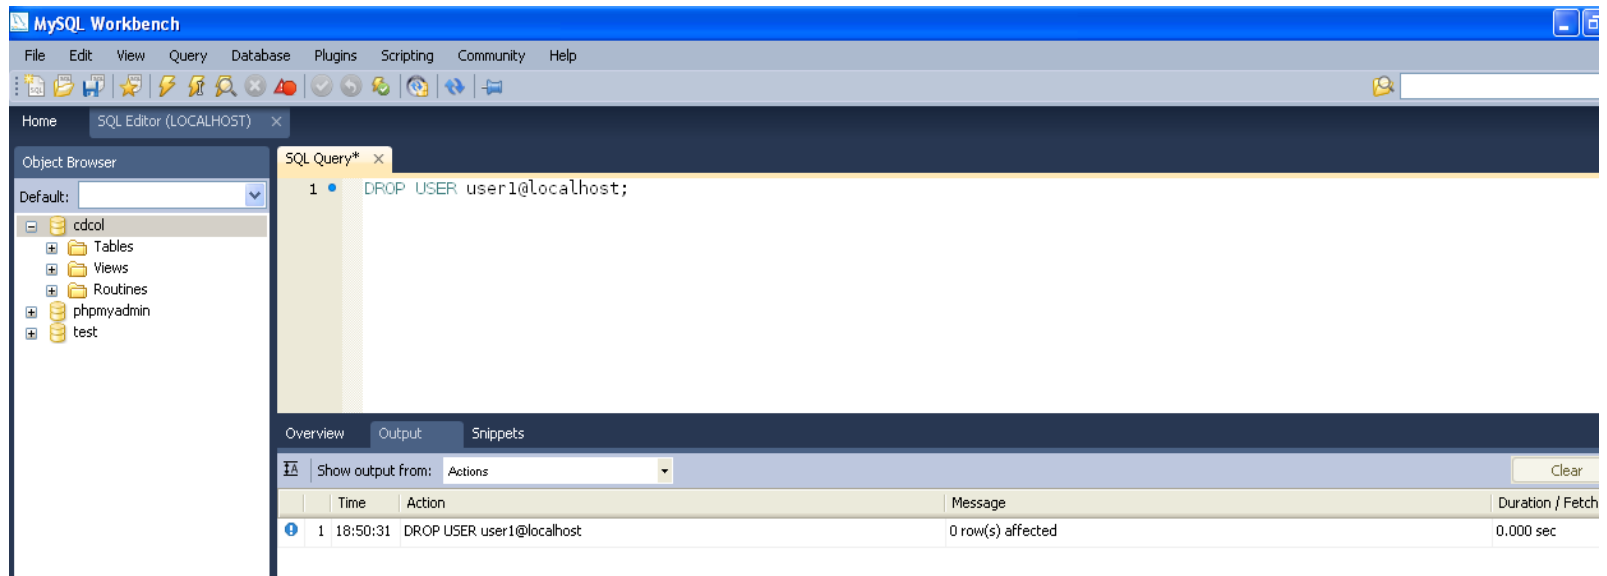 MySQL Workbench
File Edit View Query Database Plugins Scripting Community Help
Home SQL Editor (LOCALHOST)
Object Browser
Default:
cdcol
Tables
Views
Routines
phpmyadmin
test
SQL Query*
1 DROP USER user1@localhost;
Overview Output Snippets
Show output from: Actions Clear
Time Action Message Duration / Fetch
1 18:50:31 DROP USER user1@localhost 0 row(s) affected 0.000 sec